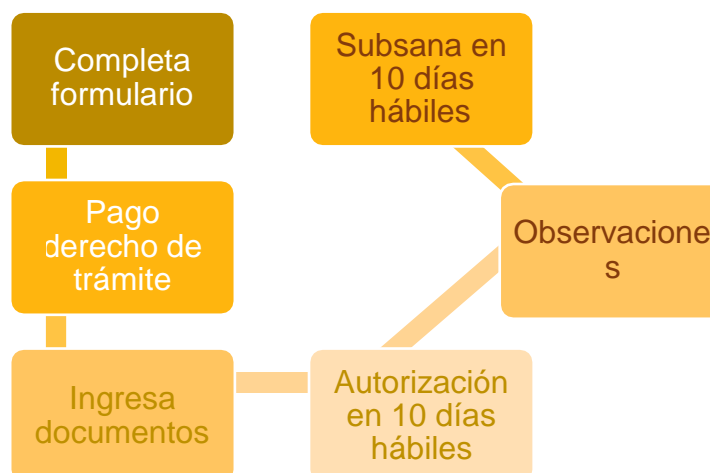 Completa
formulario
Pago
derecho de
trámite
Ingresa
documentos
Autorización
en 10 días
hábiles
Observacione
s
Subsana en
10 días
hábiles